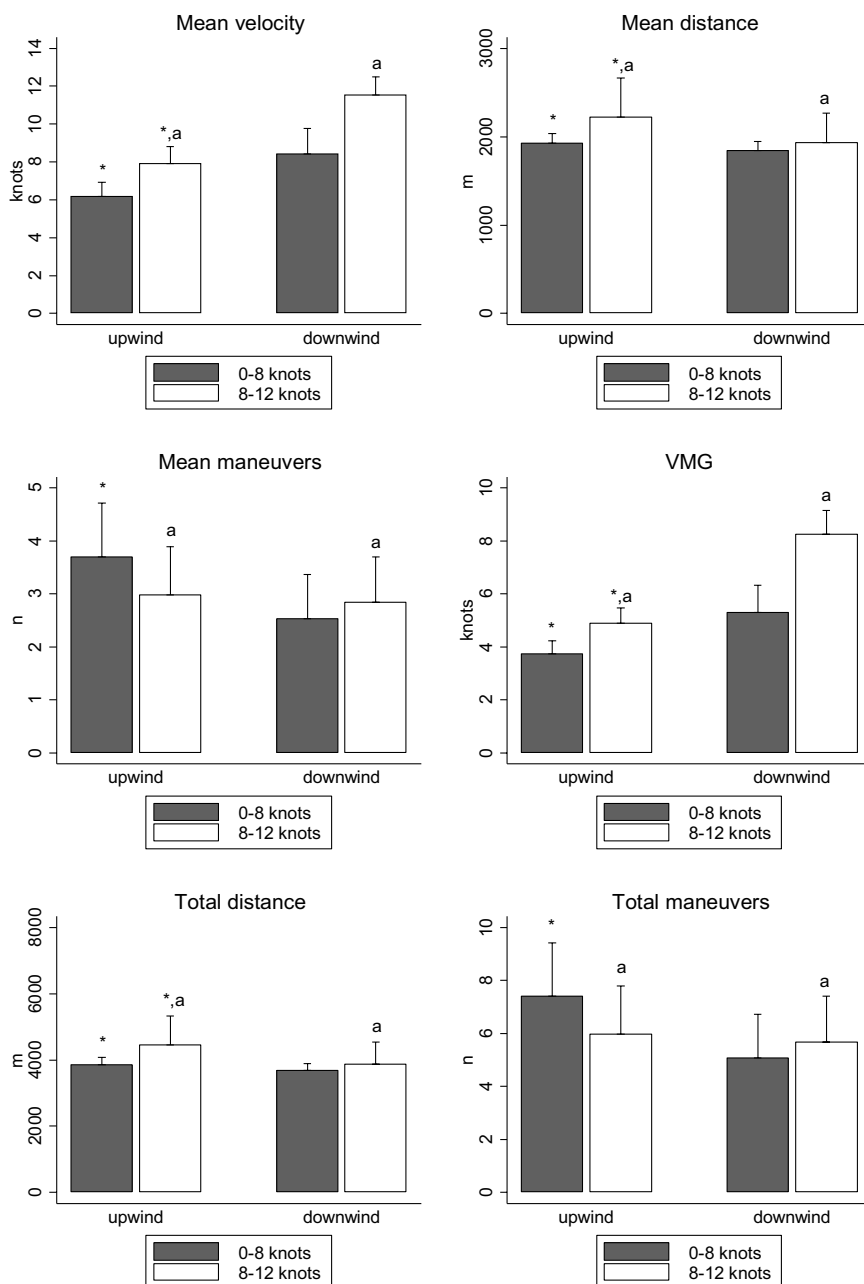 Mean velocity
14
12
10
8
6
4
2
0
knots
*
*,a
a
upwind
downwind
0-8 knots
8-12 knots
Mean distance
3000
2000
1000
0
m
*
*,a
a
upwind
downwind
0-8 knots
8-12 knots
Mean maneuvers
5
4
3
2
1
0
n
*
a
a
upwind
downwind
0-8 knots
8-12 knots
VMG
10
8
6
4
2
0
knots
*
*,a
a
upwind
downwind
0-8 knots
8-12 knots
Total distance
8000
6000
4000
2000
0
m
*
*,a
a
upwind
downwind
0-8 knots
8-12 knots
Total maneuvers
10
8
6
4
2
0
n
*
a
a
upwind
downwind
0-8 knots
8-12 knots